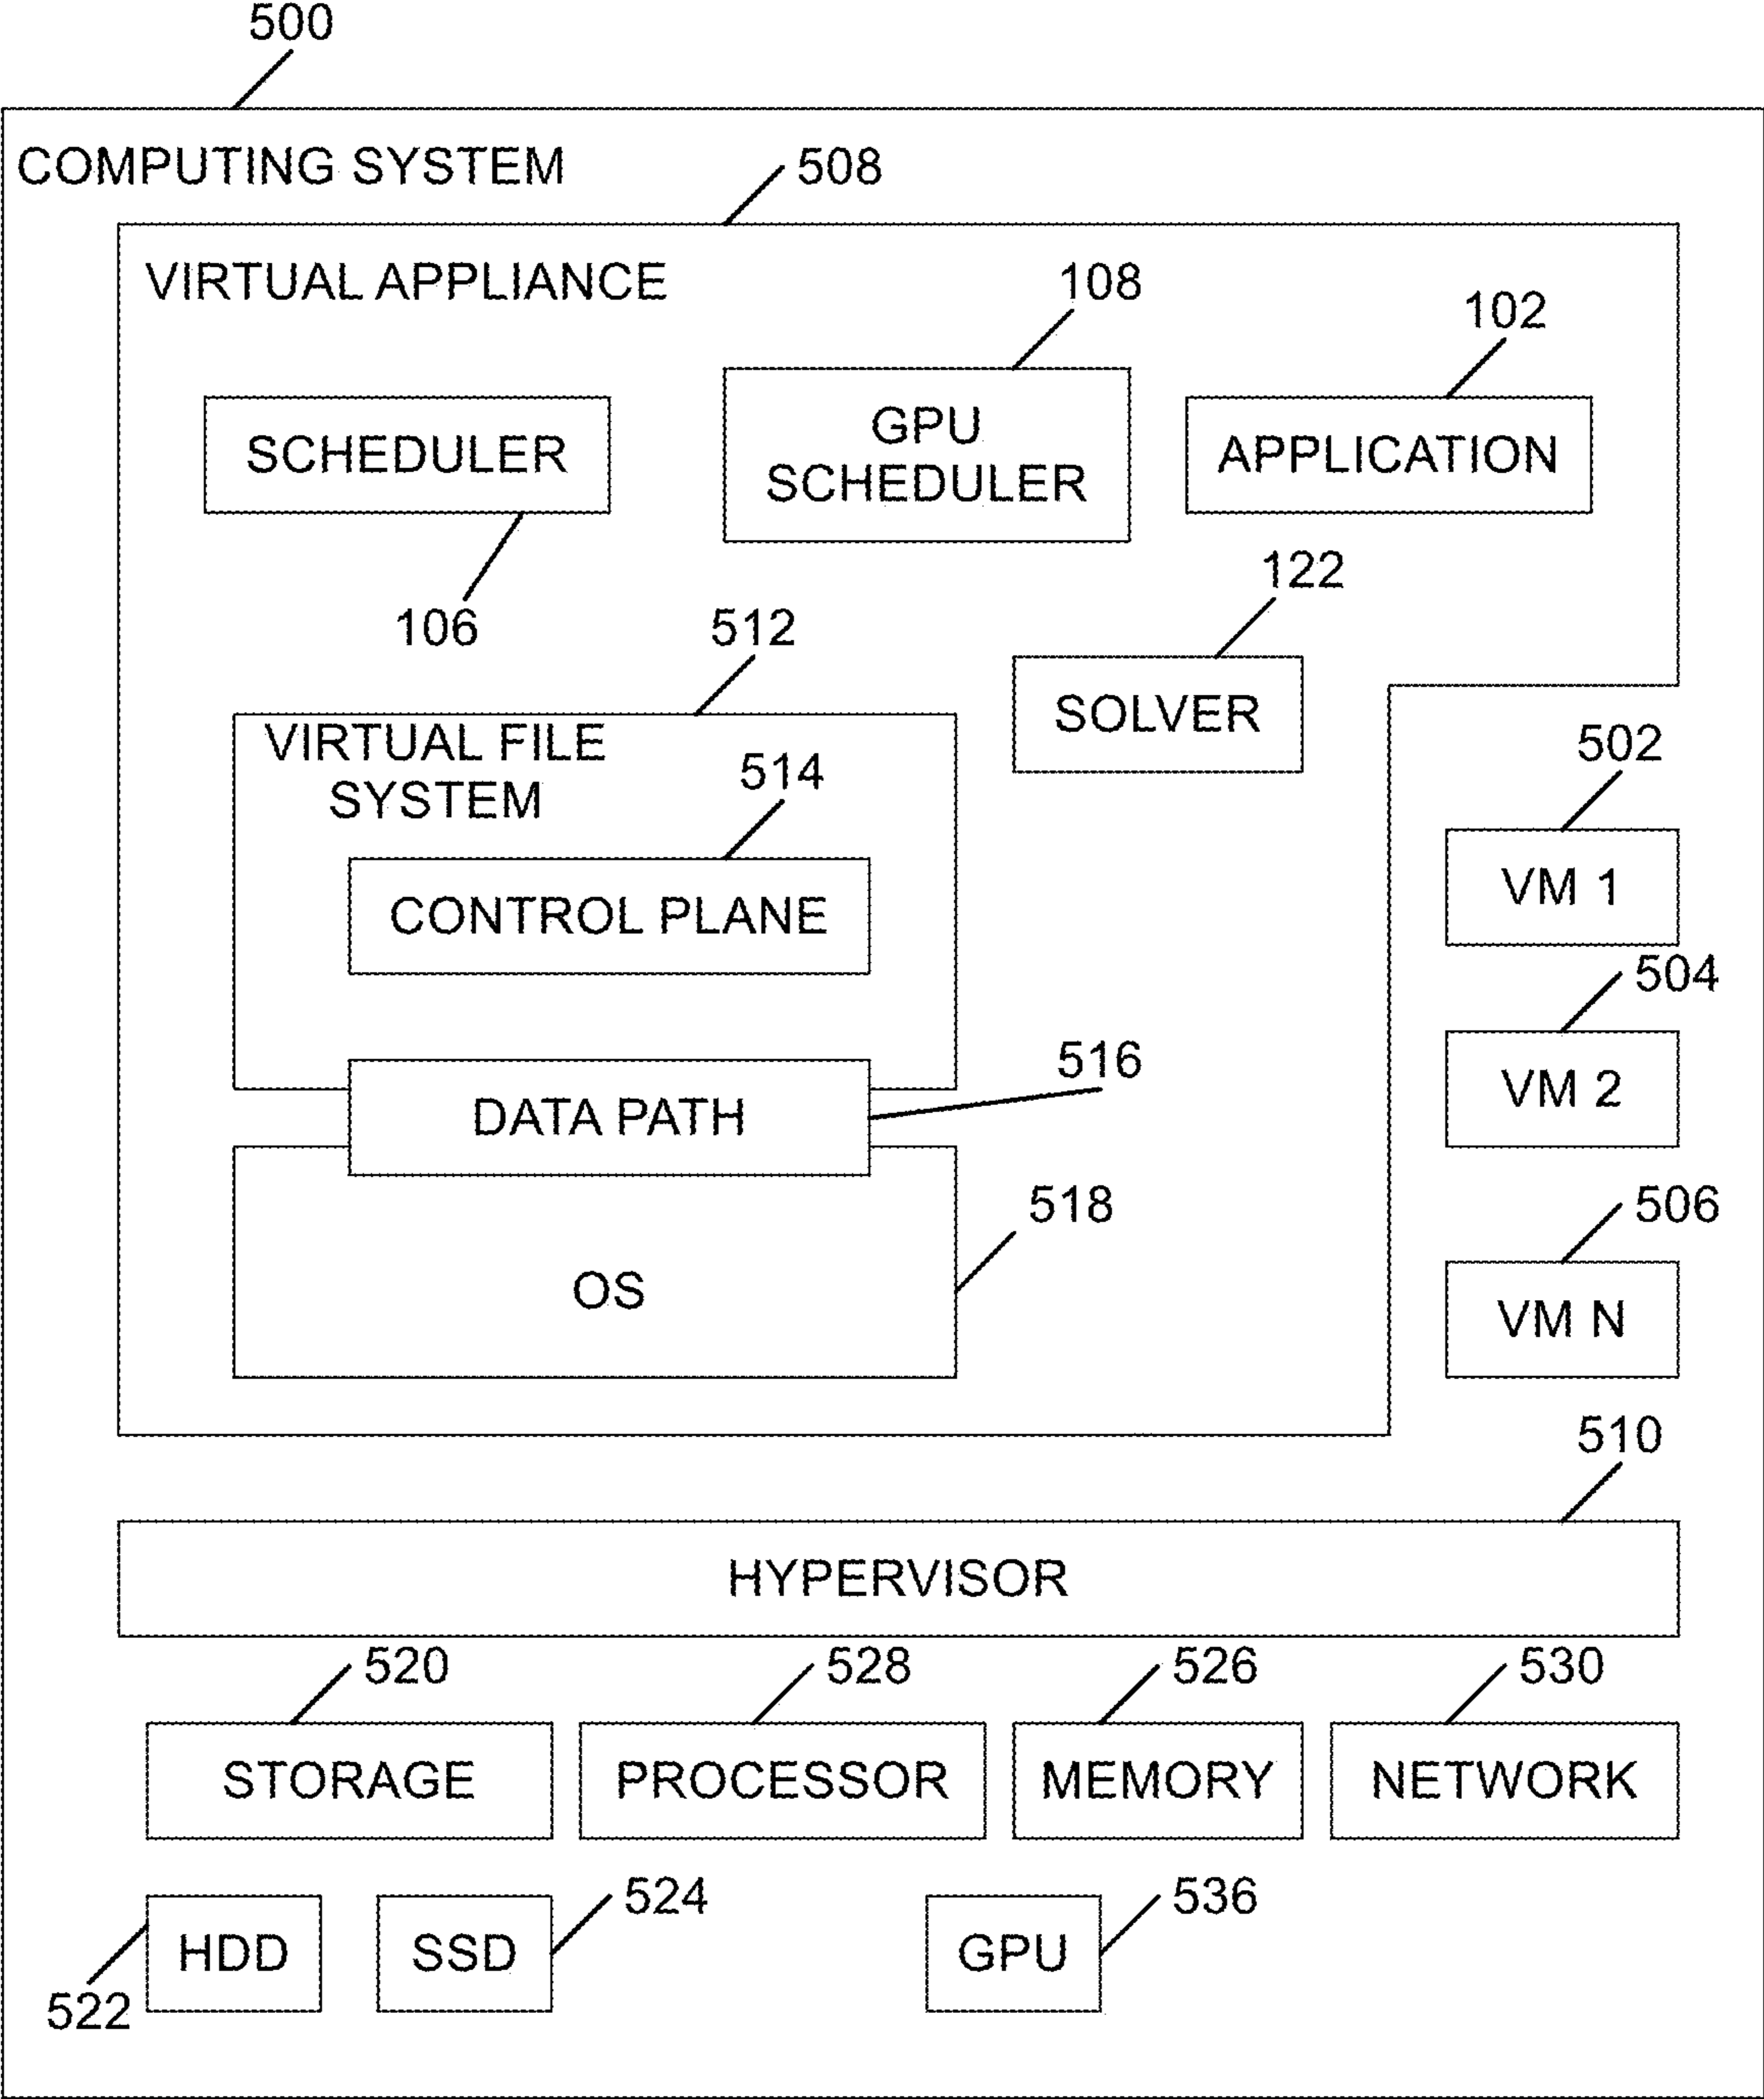 500
COMPUTING SYSTEM
508
VIRTUAL APPLIANCE
108
102
SCHEDULER
GPU
SCHEDULER
APPLICATION
106
512
122
VIRTUAL FILE
SYSTEM
SOLVER
514
502
CONTROL PLANE
VM 1
504
516
DATA PATH
VM 2
518
506
OS
VM N
510
HYPERVISOR
520
528
526
530
STORAGE
PROCESSOR
MEMORY
NETWORK
524
536
HDD
SSD
GPU
522